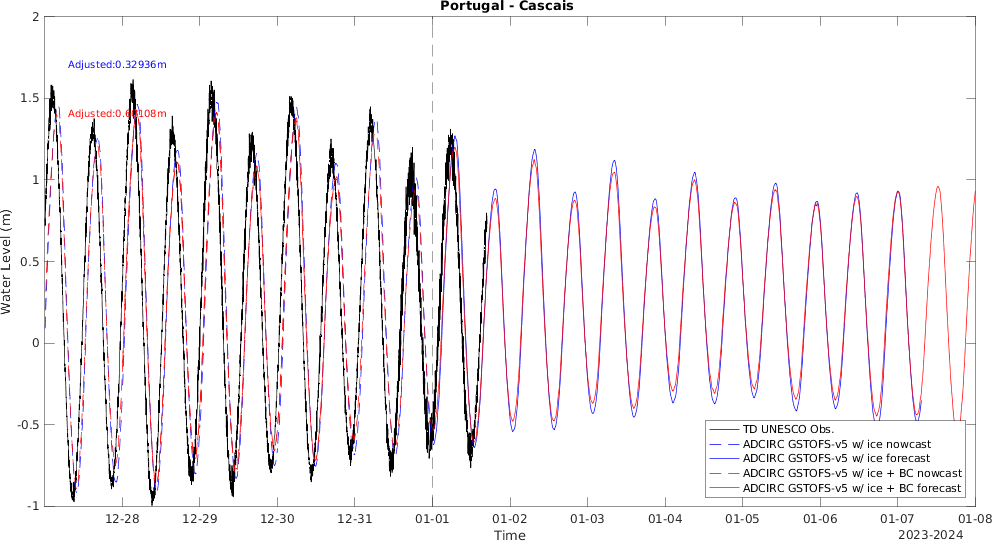 Portugal - Cascais
2
1.5
1
0.5
0
-0.5
-1
Water Level (m)
Adjusted:0.32936m
12-28
12-29
12-30
12-31
01-01
01-02
01-03
01-04
01-05
01-06
01-07
01-08
Time
2023-2024
TD UNESCO Obs.
ADCIRC GSTOFS-v5 w/ ice nowcast
ADCIRC GSTOFS-v5 w/ ice forecast
ADCIRC GSTOFS-v5 w/ ice + BC nowcast
ADCIRC GSTOFS-v5 w/ ice + BC forecast